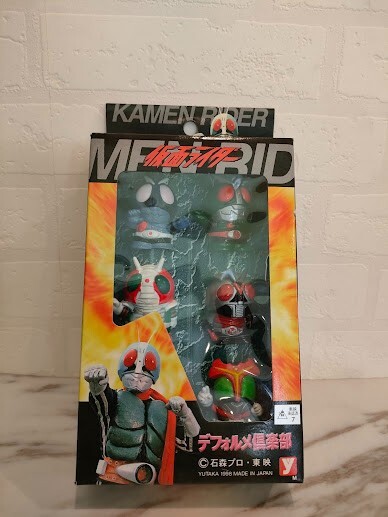 KAMEN RIDER
MEN RID
仮面ライダー
デフォルメ倶楽部
©石森プロ・東映
YUTAKA 1988 MADE IN JAPAN
y